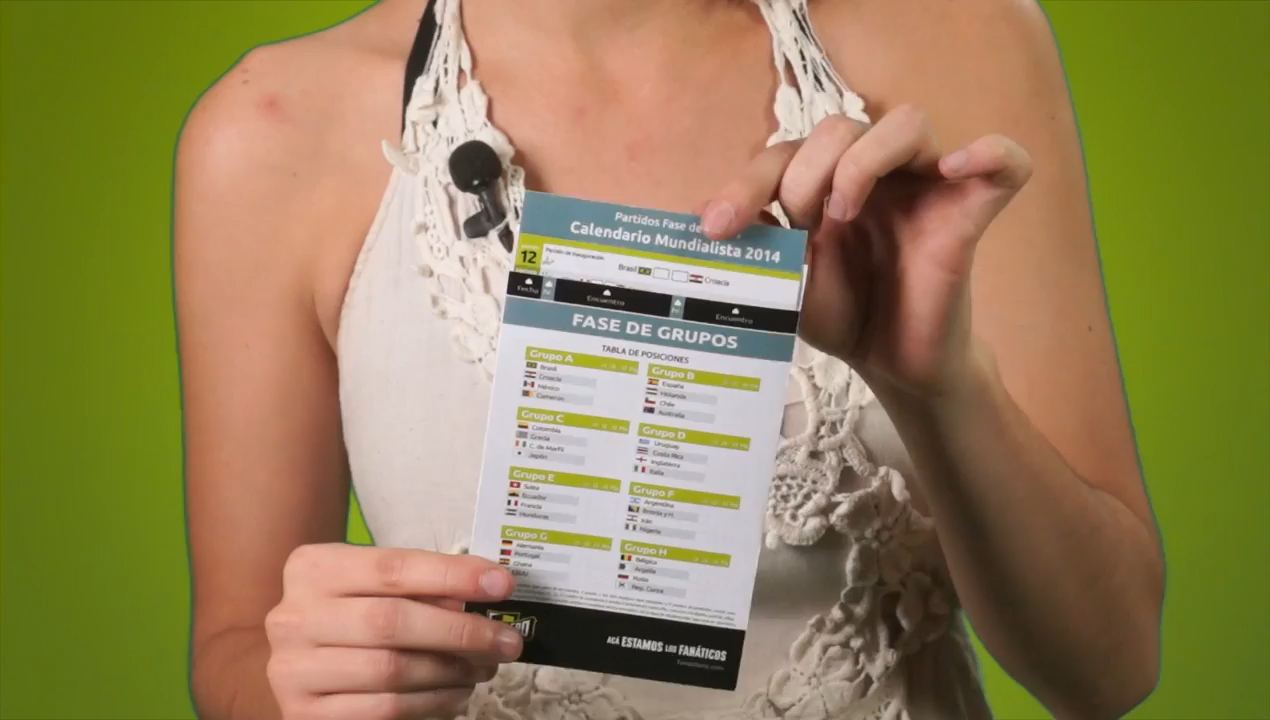 Partidos Fase de
Calendario Mundialista 2014
12
Partido de Inauguración
Brasil Croacia
Fecha Encuentro Encuentro
FASE DE GRUPOS
TABLA DE POSICIONES
Grupo A
Brasil
Croacia
México
Camerún
Grupo B
España
Holanda
Chile
Australia
Grupo C
Colombia
Grecia
C. de Marfil
Japón
Grupo D
Uruguay
Costa Rica
Inglaterra
Italia
Grupo E
Suiza
Ecuador
Francia
Honduras
Grupo F
Argentina
Bosnia y H.
Irán
Nigeria
Grupo G
Alemania
Portugal
Ghana
Grupo H
Bélgica
Argelia
Rusia
Rep. Corea
ACÁ ESTAMOS LOS FANÁTICOS